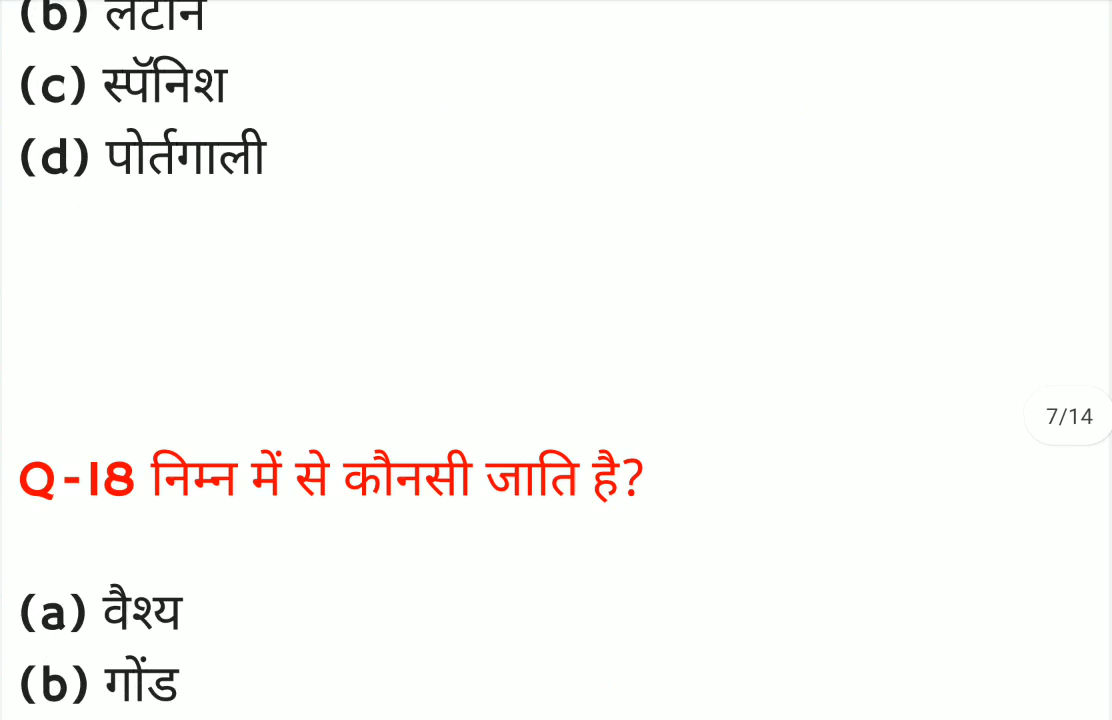 (b) लैटीन
(c) स्पॅनिश
(d) पोर्तगाली
7/14
Q-18 निम्न में से कौनसी जाति है?
(a) वैश्य
(b) गोंड